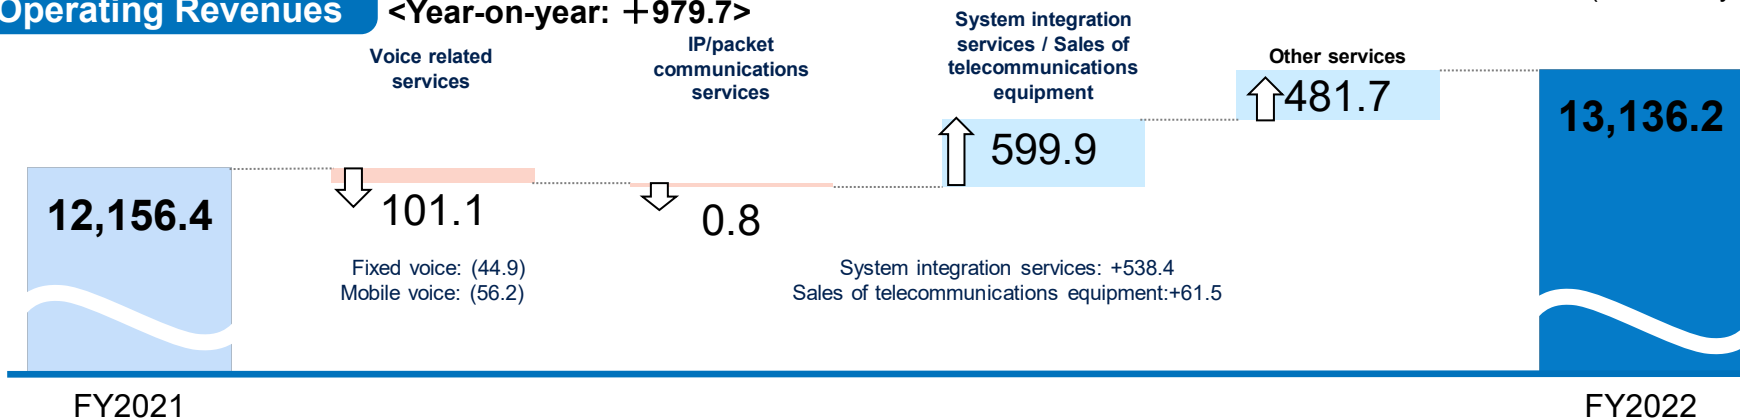 Operating Revenues
<Year-on-year: +979.7>
Voice related
services
IP/packet
communications
services
System integration
services / Sales of
telecommunications
equipment
Other services
12,156.4
101.1
0.8
599.9
481.7
13,136.2
Fixed voice: (44.9)
Mobile voice: (56.2)
System integration services: +538.4
Sales of telecommunications equipment:+61.5
FY2021
FY2022